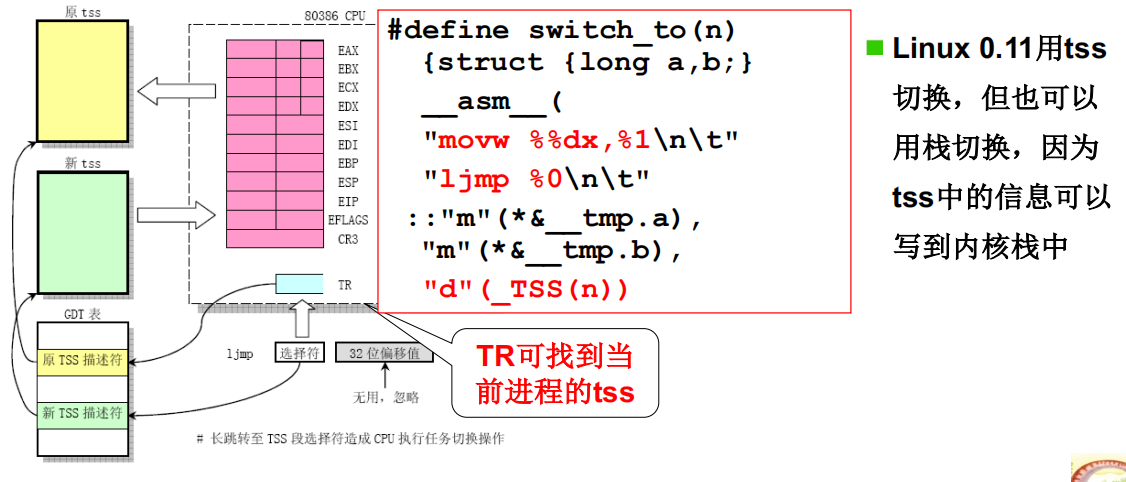 原tss
新tss
GDT 表
原 TSS 描述符
新 TSS 描述符
80386 CPU
EAX
EBX
ECX
EDX
ESI
EDI
EBP
ESP
EIP
EFLAGS
CR3
TR
ljmp
选择符
32 位偏移值
无用，忽略
# 长跳转至 TSS 段选择符造成 CPU 执行任务切换操作
#define switch_to(n)
{struct {long a,b;}
__asm__(
"movw %%dx,%1\n\t"
"ljmp %0\n\t"
::"m"(*&__tmp.a),
"m"(*&__tmp.b),
"d"(_TSS(n))
TR可找到当
前进程的tss
Linux 0.11用tss
切换，但也可以
用栈切换，因为
tss中的信息可以
写到内核栈中